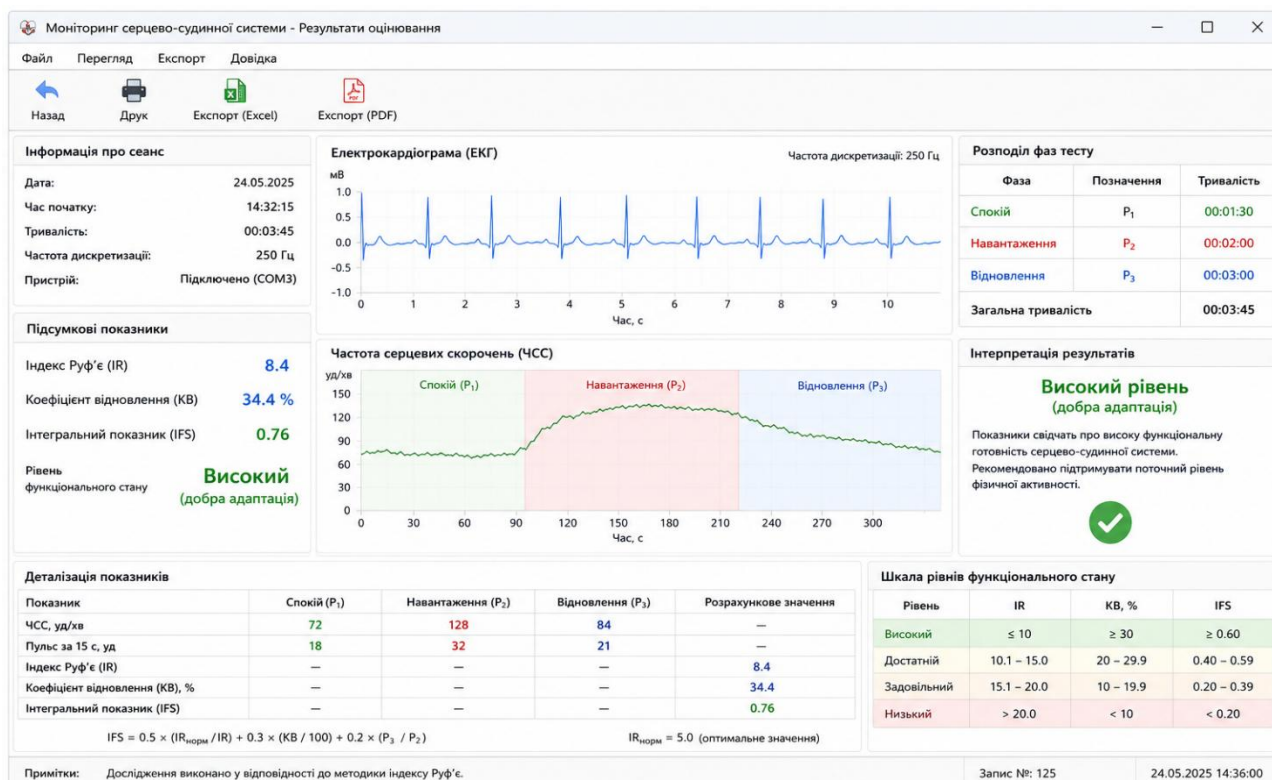 Моніторинг серцево-судинної системи - Результати оцінювання
Файл Перегляд Експорт Довідка
Назад Друк Експорт (Excel) Експорт (PDF)
Інформація про сеанс
Дата: 24.05.2025
Час початку: 14:32:15
Тривалість: 00:03:45
Частота дискретизації: 250 Гц
Пристрій: Підключено (COM3)
Підсумкові показники
Індекс Руф'є (IR) 8.4
Коефіцієнт відновлення (КВ) 34.4 %
Інтегральний показник (IFS) 0.76
Рівень
функціонального стану
Високий
(добра адаптація)
Електрокардіограма (ЕКГ) Частота дискретизації: 250 Гц
мВ
1.0
0.5
0.0
−0.5
−1.0
0 1 2 3 4 5 6 7 8 9 10
Час, с
Частота серцевих скорочень (ЧСС)
уд/хв
Спокій (P₁) Навантаження (P₂) Відновлення (P₃)
150
120
90
60
30
0
0 30 60 90 120 150 180 210 240 270 300
Час, с
Розподіл фаз тесту
Фаза Позначення Тривалість
Спокій P₁ 00:01:30
Навантаження P₂ 00:02:00
Відновлення P₃ 00:03:00
Загальна тривалість 00:03:45
Інтерпретація результатів
Високий рівень
(добра адаптація)
Показники свідчать про високу функціональну
готовність серцево-судинної системи.
Рекомендовано підтримувати поточний рівень
фізичної активності.
Деталізація показників
Показник Спокій (P₁) Навантаження (P₂) Відновлення (P₃) Розрахункове значення
ЧСС, уд/хв 72 128 84 —
Пульс за 15 с, уд 18 32 21 —
Індекс Руф'є (IR) — — — 8.4
Коефіцієнт відновлення (КВ), % — — — 34.4
Інтегральний показник (IFS) — — — 0.76
IFS = 0.5 × (IRнорм / IR) + 0.3 × (КВ / 100) + 0.2 × (P₃ / P₂) IRнорм = 5.0 (оптимальне значення)
Шкала рівнів функціонального стану
Рівень IR КВ, % IFS
Високий ≤ 10 ≥ 30 ≥ 0.60
Достатній 10.1 – 15.0 20 – 29.9 0.40 – 0.59
Задовільний 15.1 – 20.0 10 – 19.9 0.20 – 0.39
Низький > 20.0 < 10 < 0.20
Примітки: Дослідження виконано у відповідності до методики індексу Руф'є. Запис №: 125 24.05.2025 14:36:00